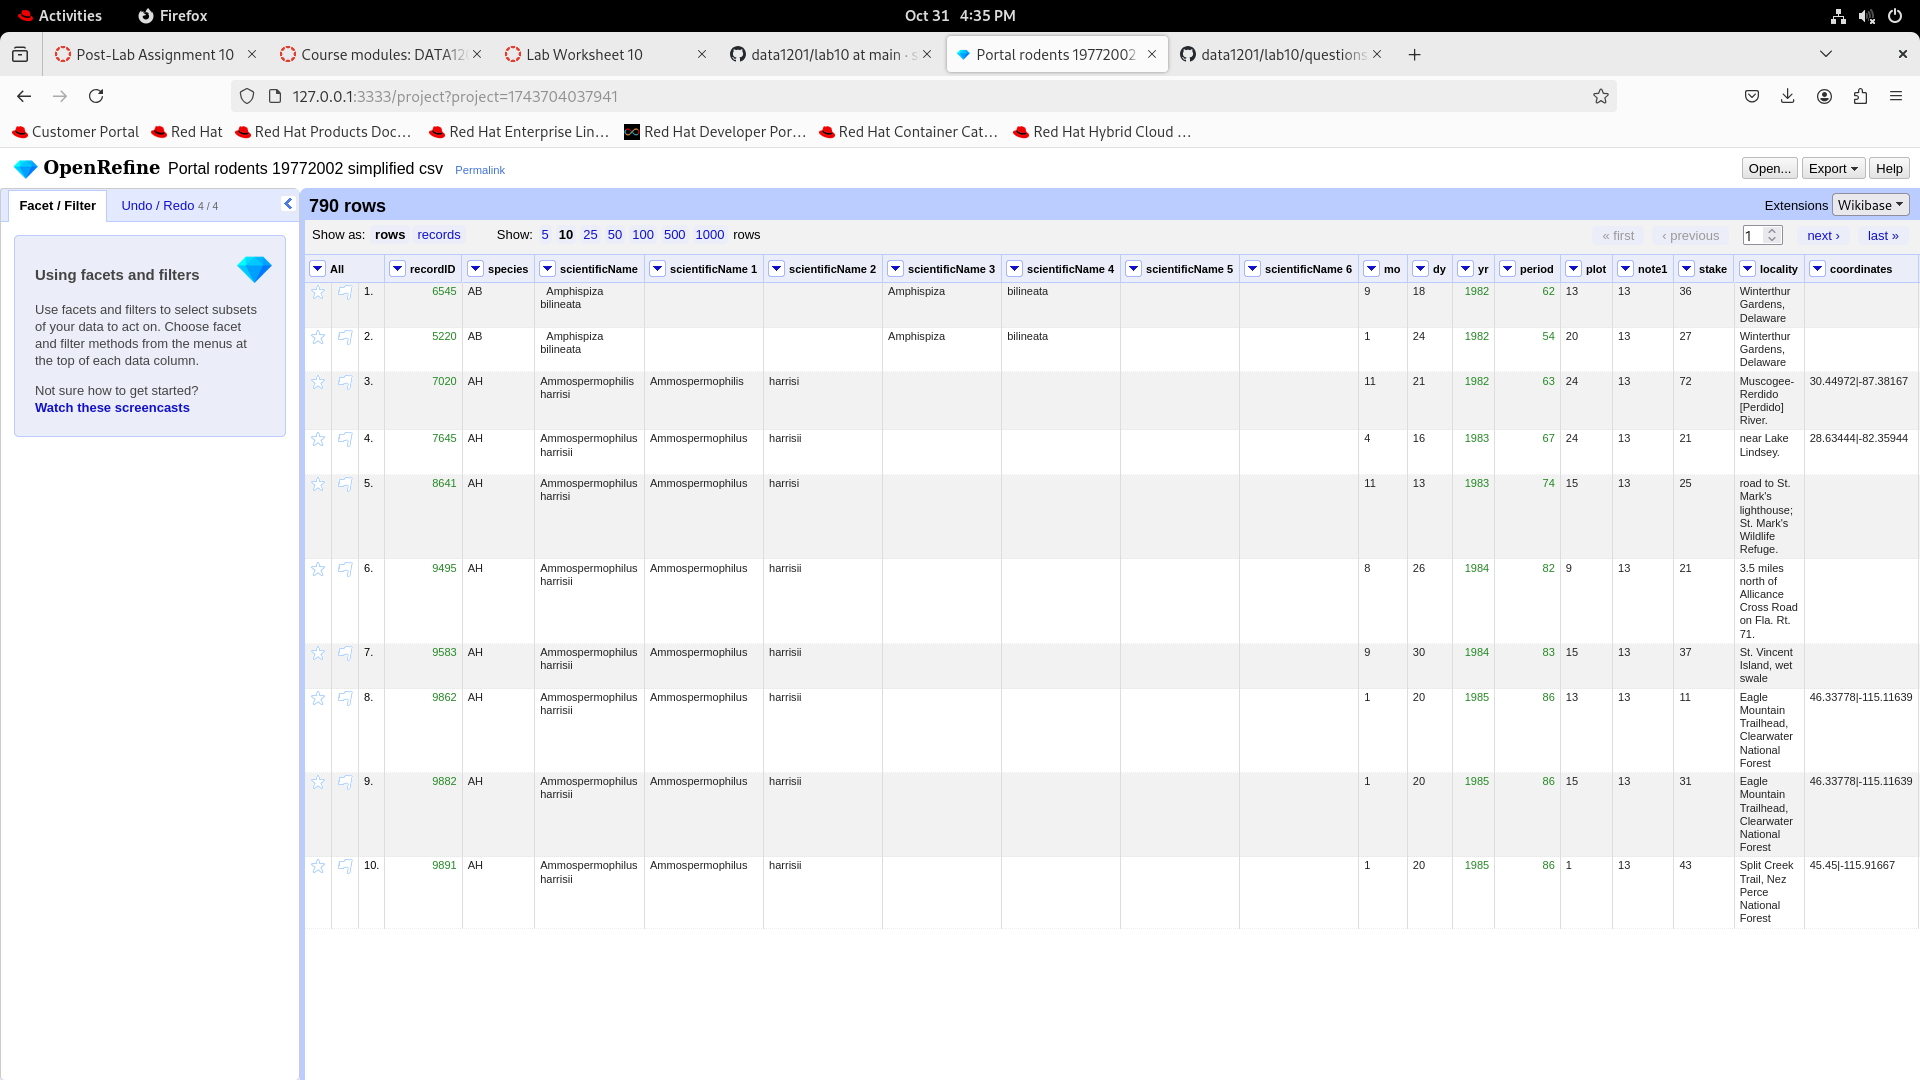 Activities Firefox Oct 31 4:35 PM
Post-Lab Assignment 10 Course modules: DATA12 Lab Worksheet 10 data1201/lab10 at main · s Portal rodents 19772002 data1201/lab10/questions
127.0.0.1:3333/project?project=1743704037941
Customer Portal Red Hat Red Hat Products Doc… Red Hat Enterprise Lin… Red Hat Developer Por… Red Hat Container Cat… Red Hat Hybrid Cloud …
OpenRefine Portal rodents 19772002 simplified csv Permalink Open... Export Help
Facet / Filter Undo / Redo 4 / 4
790 rows Extensions Wikibase
Show as: rows records Show: 5 10 25 50 100 500 1000 rows « first ‹ previous 1 next › last »
Using facets and filters
Use facets and filters to select subsets
of your data to act on. Choose facet
and filter methods from the menus at
the top of each data column.
Not sure how to get started?
Watch these screencasts
All recordID species scientificName scientificName 1 scientificName 2 scientificName 3 scientificName 4 scientificName 5 scientificName 6 mo dy yr period plot note1 stake locality coordinates
1. 6545 AB Amphispiza Amphispiza bilineata 9 18 1982 62 13 13 36 Winterthur
bilineata Gardens,
Delaware
2. 5220 AB Amphispiza Amphispiza bilineata 1 24 1982 54 20 13 27 Winterthur
bilineata Gardens,
Delaware
3. 7020 AH Ammospermophilis Ammospermophilis harrisi 11 21 1982 63 24 13 72 Muscogee- 30.44972|-87.38167
harrisi Rerdido
[Perdido]
River.
4. 7645 AH Ammospermophilus Ammospermophilus harrisii 4 16 1983 67 24 13 21 near Lake 28.63444|-82.35944
harrisii Lindsey.
5. 8641 AH Ammospermophilus Ammospermophilus harrisi 11 13 1983 74 15 13 25 road to St.
harrisi Mark's
lighthouse;
St. Mark's
Wildlife
Refuge.
6. 9495 AH Ammospermophilus Ammospermophilus harrisii 8 26 1984 82 9 13 21 3.5 miles
harrisii north of
Allicance
Cross Road
on Fla. Rt.
71.
7. 9583 AH Ammospermophilus Ammospermophilus harrisii 9 30 1984 83 15 13 37 St. Vincent
harrisii Island, wet
swale
8. 9862 AH Ammospermophilus Ammospermophilus harrisii 1 20 1985 86 13 13 11 Eagle 46.33778|-115.11639
harrisii Mountain
Trailhead,
Clearwater
National
Forest
9. 9882 AH Ammospermophilus Ammospermophilus harrisii 1 20 1985 86 15 13 31 Eagle 46.33778|-115.11639
harrisii Mountain
Trailhead,
Clearwater
National
Forest
10. 9891 AH Ammospermophilus Ammospermophilus harrisii 1 20 1985 86 1 13 43 Split Creek 45.45|-115.91667
harrisii Trail, Nez
Perce
National
Forest